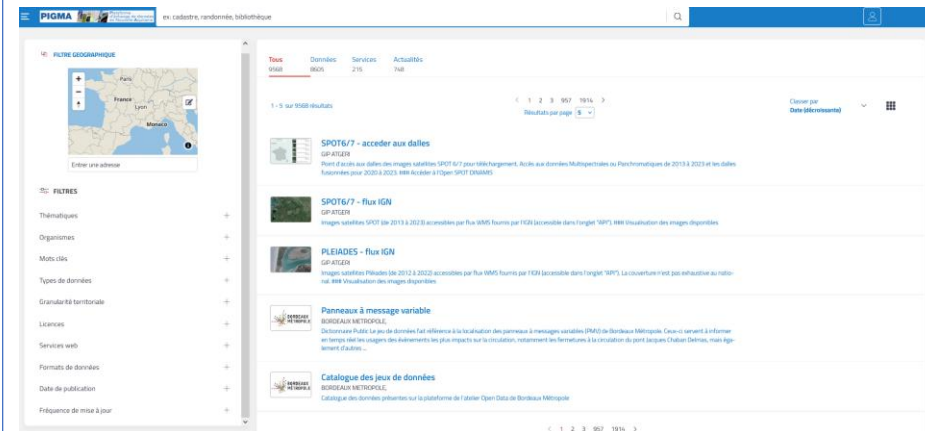 PIGMA
ex: cadastre, randonnée, bibliothèque
FILTRE GEOGRAPHIQUE
Paris
France
Lyon
Monaco
Entrer une adresse
FILTRES
Thématiques
Organismes
Mots clés
Types de données
Granularité territoriale
Licences
Services web
Formats de données
Date de publication
Fréquence de mise à jour
Tous Données Services Actualités
9568 8605 215 748
1 - 5 sur 9568 résultats
< 1 2 3 957 1914 >
Résultats par page 5
Classer par
Date (décroissante)
SPOT6/7 - acceder aux dalles
GIP ATGERI
Point d'accès aux dalles des images satellites SPOT 6/7 pour téléchargement. Accès aux données Multispectrales ou Panchromatiques de 2013 à 2023 et les dalles
fusionnées pour 2020 à 2023. ### Accéder à l'Open SPOT DINAMIS
SPOT6/7 - flux IGN
GIP ATGERI
Images satellites SPOT (de 2013 à 2023) accessibles par flux WMS fournis par l'IGN (accessible dans l'onglet "API"). ### Visualisation des images disponibles
PLEIADES - flux IGN
GIP ATGERI
Images satellites Pléiades (de 2012 à 2022) accessibles par flux WMS fournis par l'IGN (accessible dans l'onglet "API"). La couverture n'est pas exhaustive au natio-
nal. ### Visualisation des images disponibles
BORDEAUX
MÉTROPOLE
Panneaux à message variable
BORDEAUX METROPOLE,
Dictionnaire Public Le jeu de données fait référence à la localisation des panneaux à messages variables (PMV) de Bordeaux Métropole. Ceux-ci servent à informer
en temps réel les usagers des événements les plus impacts sur la circulation, notamment les fermetures à la circulation du pont Jacques Chaban Delmas, mais éga-
lement d'autres ...
BORDEAUX
MÉTROPOLE
Catalogue des jeux de données
BORDEAUX METROPOLE,
Catalogue des données présentes sur la plateforme de l'atelier Open Data de Bordeaux Métropole
< 1 2 3 957 1914 >